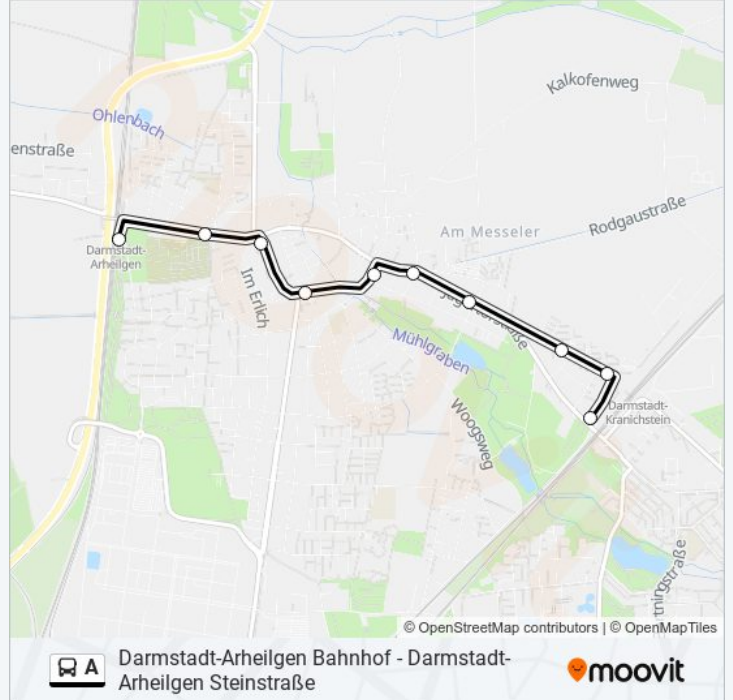 Kalkofenweg
Ohlenbach
enstraße
Rodgaustraße
Am Messeler
Darmstadt-
Arheilgen
Im Erlich
Mühlgraben
Darmstadt-
Kranichstein
Woogsweg
© OpenStreetMap contributors | © OpenMapTiles
A
Darmstadt-Arheilgen Bahnhof - Darmstadt-
Arheilgen Steinstraße
moovit